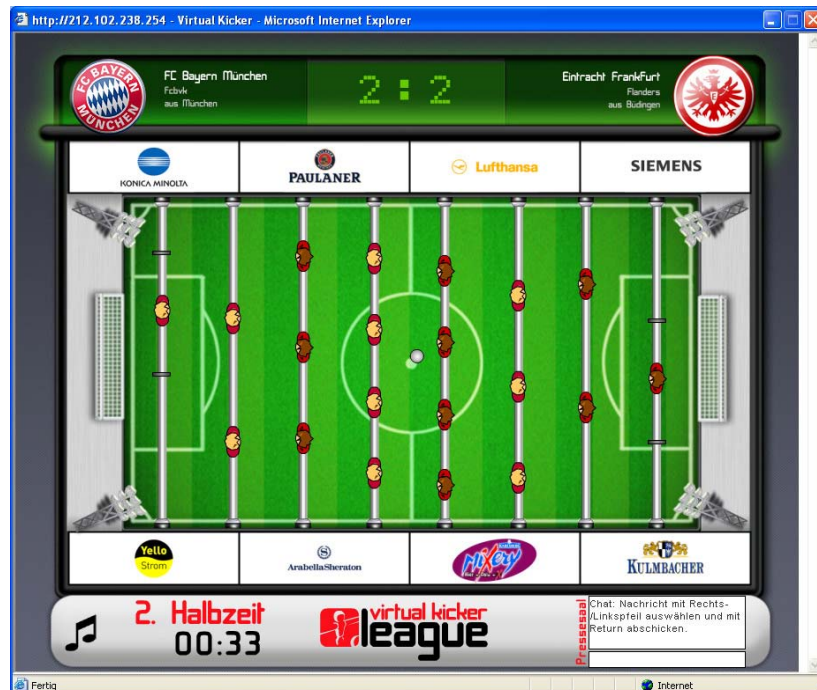 http://212.102.238.254 - Virtual Kicker - Microsoft Internet Explorer
FC Bayern München
Fcbvk
aus München
2:2
Eintracht Frankfurt
Flanders
aus Büdingen
FC BAYERN
MÜNCHEN
KONICA MINOLTA
PAULANER
Lufthansa
SIEMENS
Yello
Strom
ArabellaSheraton
MiXery
KULMBACHER
2. Halbzeit
00:33
virtual kicker
league
Pressesaal
Chat: Nachricht mit Rechts-
/Linkspfeil auswählen und mit
Return abschicken.
Fertig
Internet